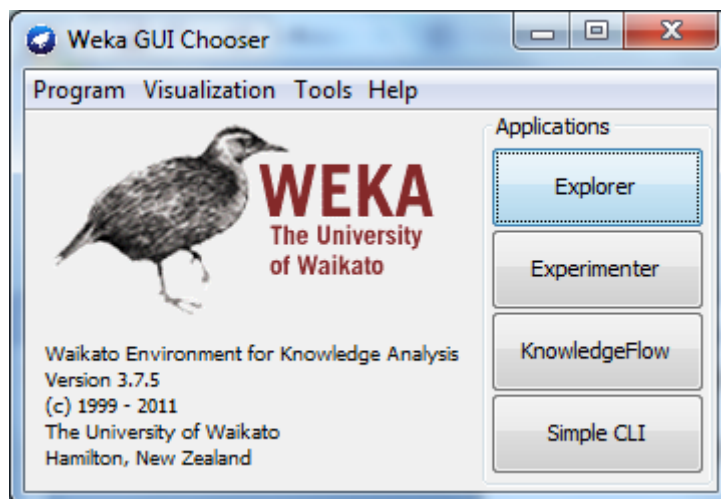 Weka GUI Chooser
Program Visualization Tools Help
WEKA
The University
of Waikato
Waikato Environment for Knowledge Analysis
Version 3.7.5
(c) 1999 - 2011
The University of Waikato
Hamilton, New Zealand
Applications
Explorer
Experimenter
KnowledgeFlow
Simple CLI